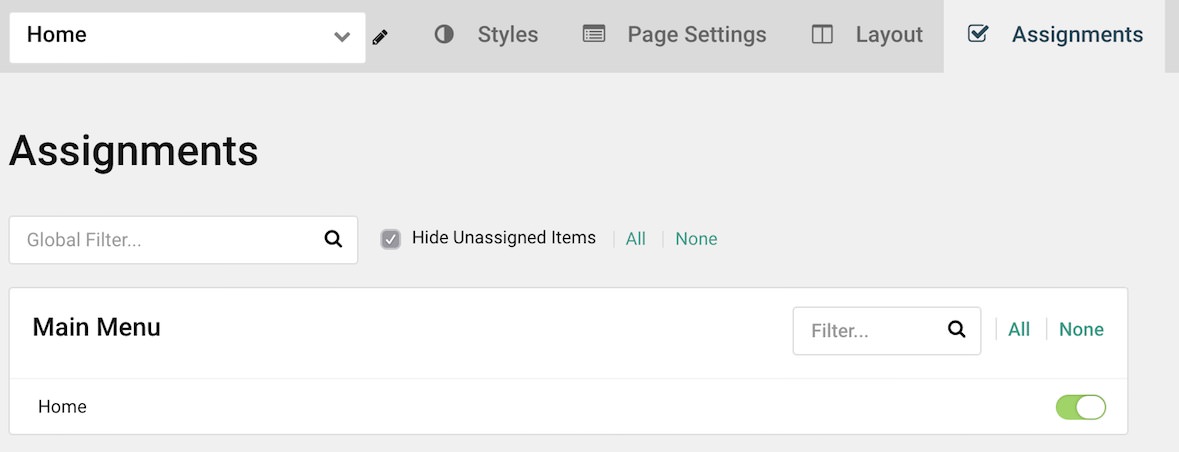 Home Styles Page Settings Layout Assignments
Assignments
Global Filter... Hide Unassigned Items All None
Main Menu Filter... All None
Home